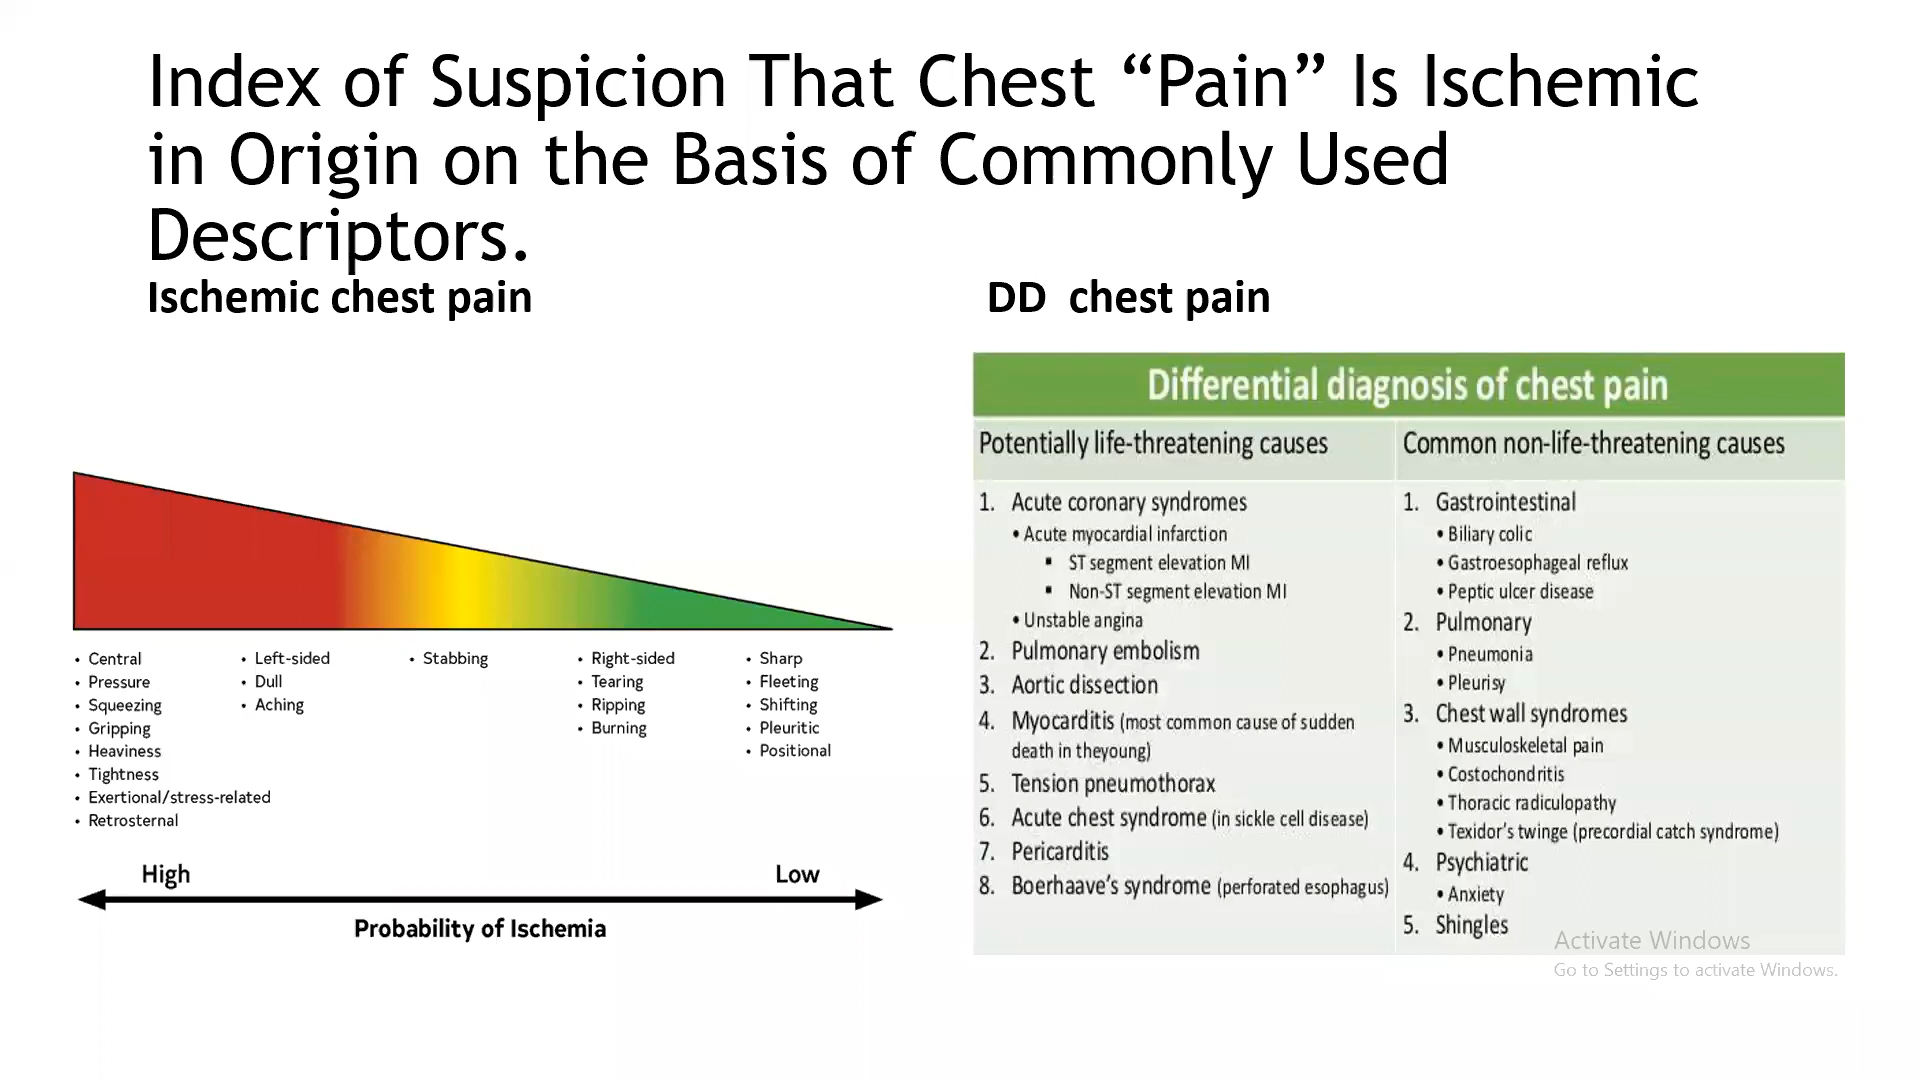 Index of Suspicion That Chest “Pain” Is Ischemic
in Origin on the Basis of Commonly Used
Descriptors.
Ischemic chest pain
• Central
• Pressure
• Squeezing
• Gripping
• Heaviness
• Tightness
• Exertional/stress-related
• Retrosternal
• Left-sided
• Dull
• Aching
• Stabbing
• Right-sided
• Tearing
• Ripping
• Burning
• Sharp
• Fleeting
• Shifting
• Pleuritic
• Positional
High
Low
Probability of Ischemia
DD chest pain
Differential diagnosis of chest pain
Potentially life-threatening causes
1. Acute coronary syndromes
• Acute myocardial infarction
▪ ST segment elevation MI
▪ Non-ST segment elevation MI
• Unstable angina
2. Pulmonary embolism
3. Aortic dissection
4. Myocarditis (most common cause of sudden
death in theyoung)
5. Tension pneumothorax
6. Acute chest syndrome (in sickle cell disease)
7. Pericarditis
8. Boerhaave’s syndrome (perforated esophagus)
Common non-life-threatening causes
1. Gastrointestinal
• Biliary colic
• Gastroesophageal reflux
• Peptic ulcer disease
2. Pulmonary
• Pneumonia
• Pleurisy
3. Chest wall syndromes
• Musculoskeletal pain
• Costochondritis
• Thoracic radiculopathy
• Texidor’s twinge (precordial catch syndrome)
4. Psychiatric
• Anxiety
5. Shingles
Activate Windows
Go to Settings to activate Windows.